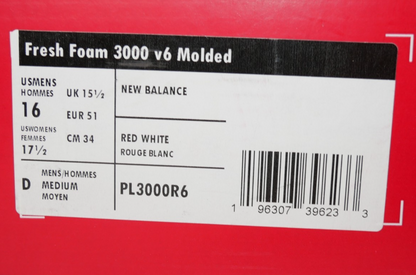 Fresh Foam 3000 v6 Molded
USMENS
HOMMES
16
USWOMENS
FEMMES
17½
UK 15½
EUR 51
CM 34
NEW BALANCE
RED WHITE
ROUGE BLANC
D
MENS/HOMMES
MEDIUM
MOYEN
PL3000R6
1 96307 39623 3